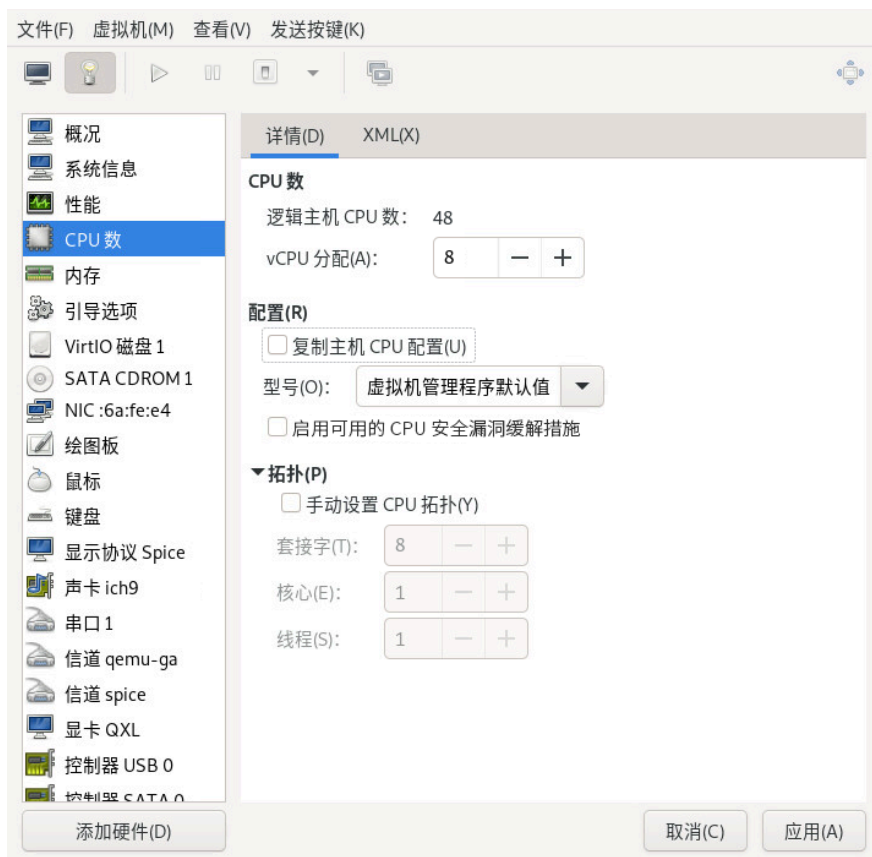 文件(F) 虚拟机(M) 查看(V) 发送按键(K)
概况
系统信息
性能
CPU 数
内存
引导选项
VirtIO 磁盘 1
SATA CDROM 1
NIC :6a:fe:e4
绘图板
鼠标
键盘
显示协议 Spice
声卡 ich9
串口 1
信道 qemu-ga
信道 spice
显卡 QXL
控制器 USB 0
控制器 SATA 0
添加硬件(D)
详情(D) XML(X)
CPU 数
逻辑主机 CPU 数： 48
vCPU 分配(A)： 8
配置(R)
复制主机 CPU 配置(U)
型号(O)： 虚拟机管理程序默认值
启用可用的 CPU 安全漏洞缓解措施
拓扑(P)
手动设置 CPU 拓扑(Y)
套接字(T)： 8
核心(E)： 1
线程(S)： 1
取消(C) 应用(A)